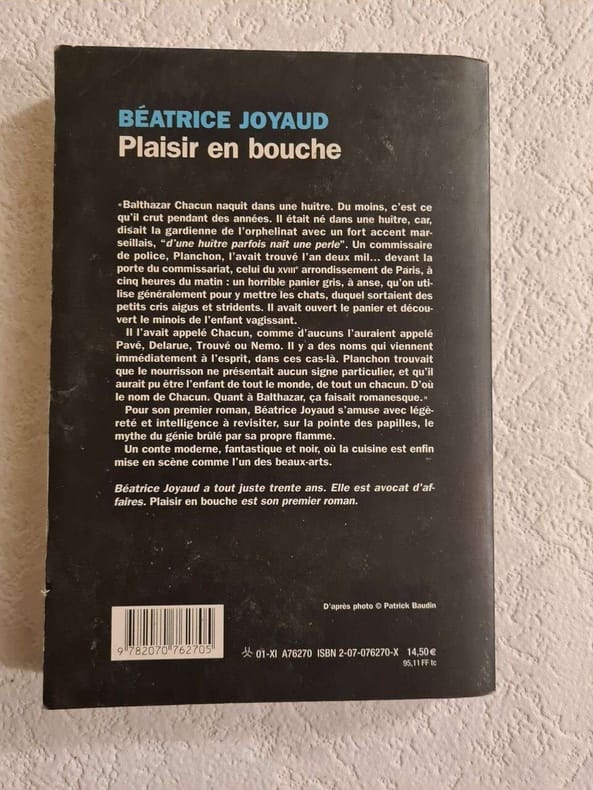 BÉATRICE JOYAUD
Plaisir en bouche
«Balthazar Chacun naquit dans une huître. Du moins, c'est ce
qu'il crut pendant des années. Il était né dans une huître, car,
disait la gardienne de l'orphelinat avec un fort accent mar-
seillais, "d'une huître parfois naît une perle". Un commissaire
de police, Planchon, l'avait trouvé l'an deux mil... devant la
porte du commissariat, celui du XVIIIe arrondissement de Paris, à
cinq heures du matin : un horrible panier gris, à anse, qu'on uti-
lise généralement pour y mettre les chats, duquel sortaient des
petits cris aigus et stridents. Il avait ouvert le panier et décou-
vert le minois de l'enfant vagissant.
Il l'avait appelé Chacun, comme d'aucuns l'auraient appelé
Pavé, Delarue, Trouvé ou Nemo. Il y a des noms qui viennent
immédiatement à l'esprit, dans ces cas-là. Planchon trouvait
que le nourrisson ne présentait aucun signe particulier, et qu'il
aurait pu être l'enfant de tout le monde, de tout un chacun. D'où
le nom de Chacun. Quant à Balthazar, ça faisait romanesque.»
Pour son premier roman, Béatrice Joyaud s'amuse avec légè-
reté et intelligence à revisiter, sur la pointe des papilles, le
mythe du génie brûlé par sa propre flamme.
Un conte moderne, fantastique et noir, où la cuisine est enfin
mise en scène comme l'un des beaux-arts.
Béatrice Joyaud a tout juste trente ans. Elle est avocat d'af-
faires. Plaisir en bouche est son premier roman.
D'après photo © Patrick Baudin
9 782070 762705
01-XI A76270 ISBN 2-07-076270-X 14,50 €
95,11 FF tc